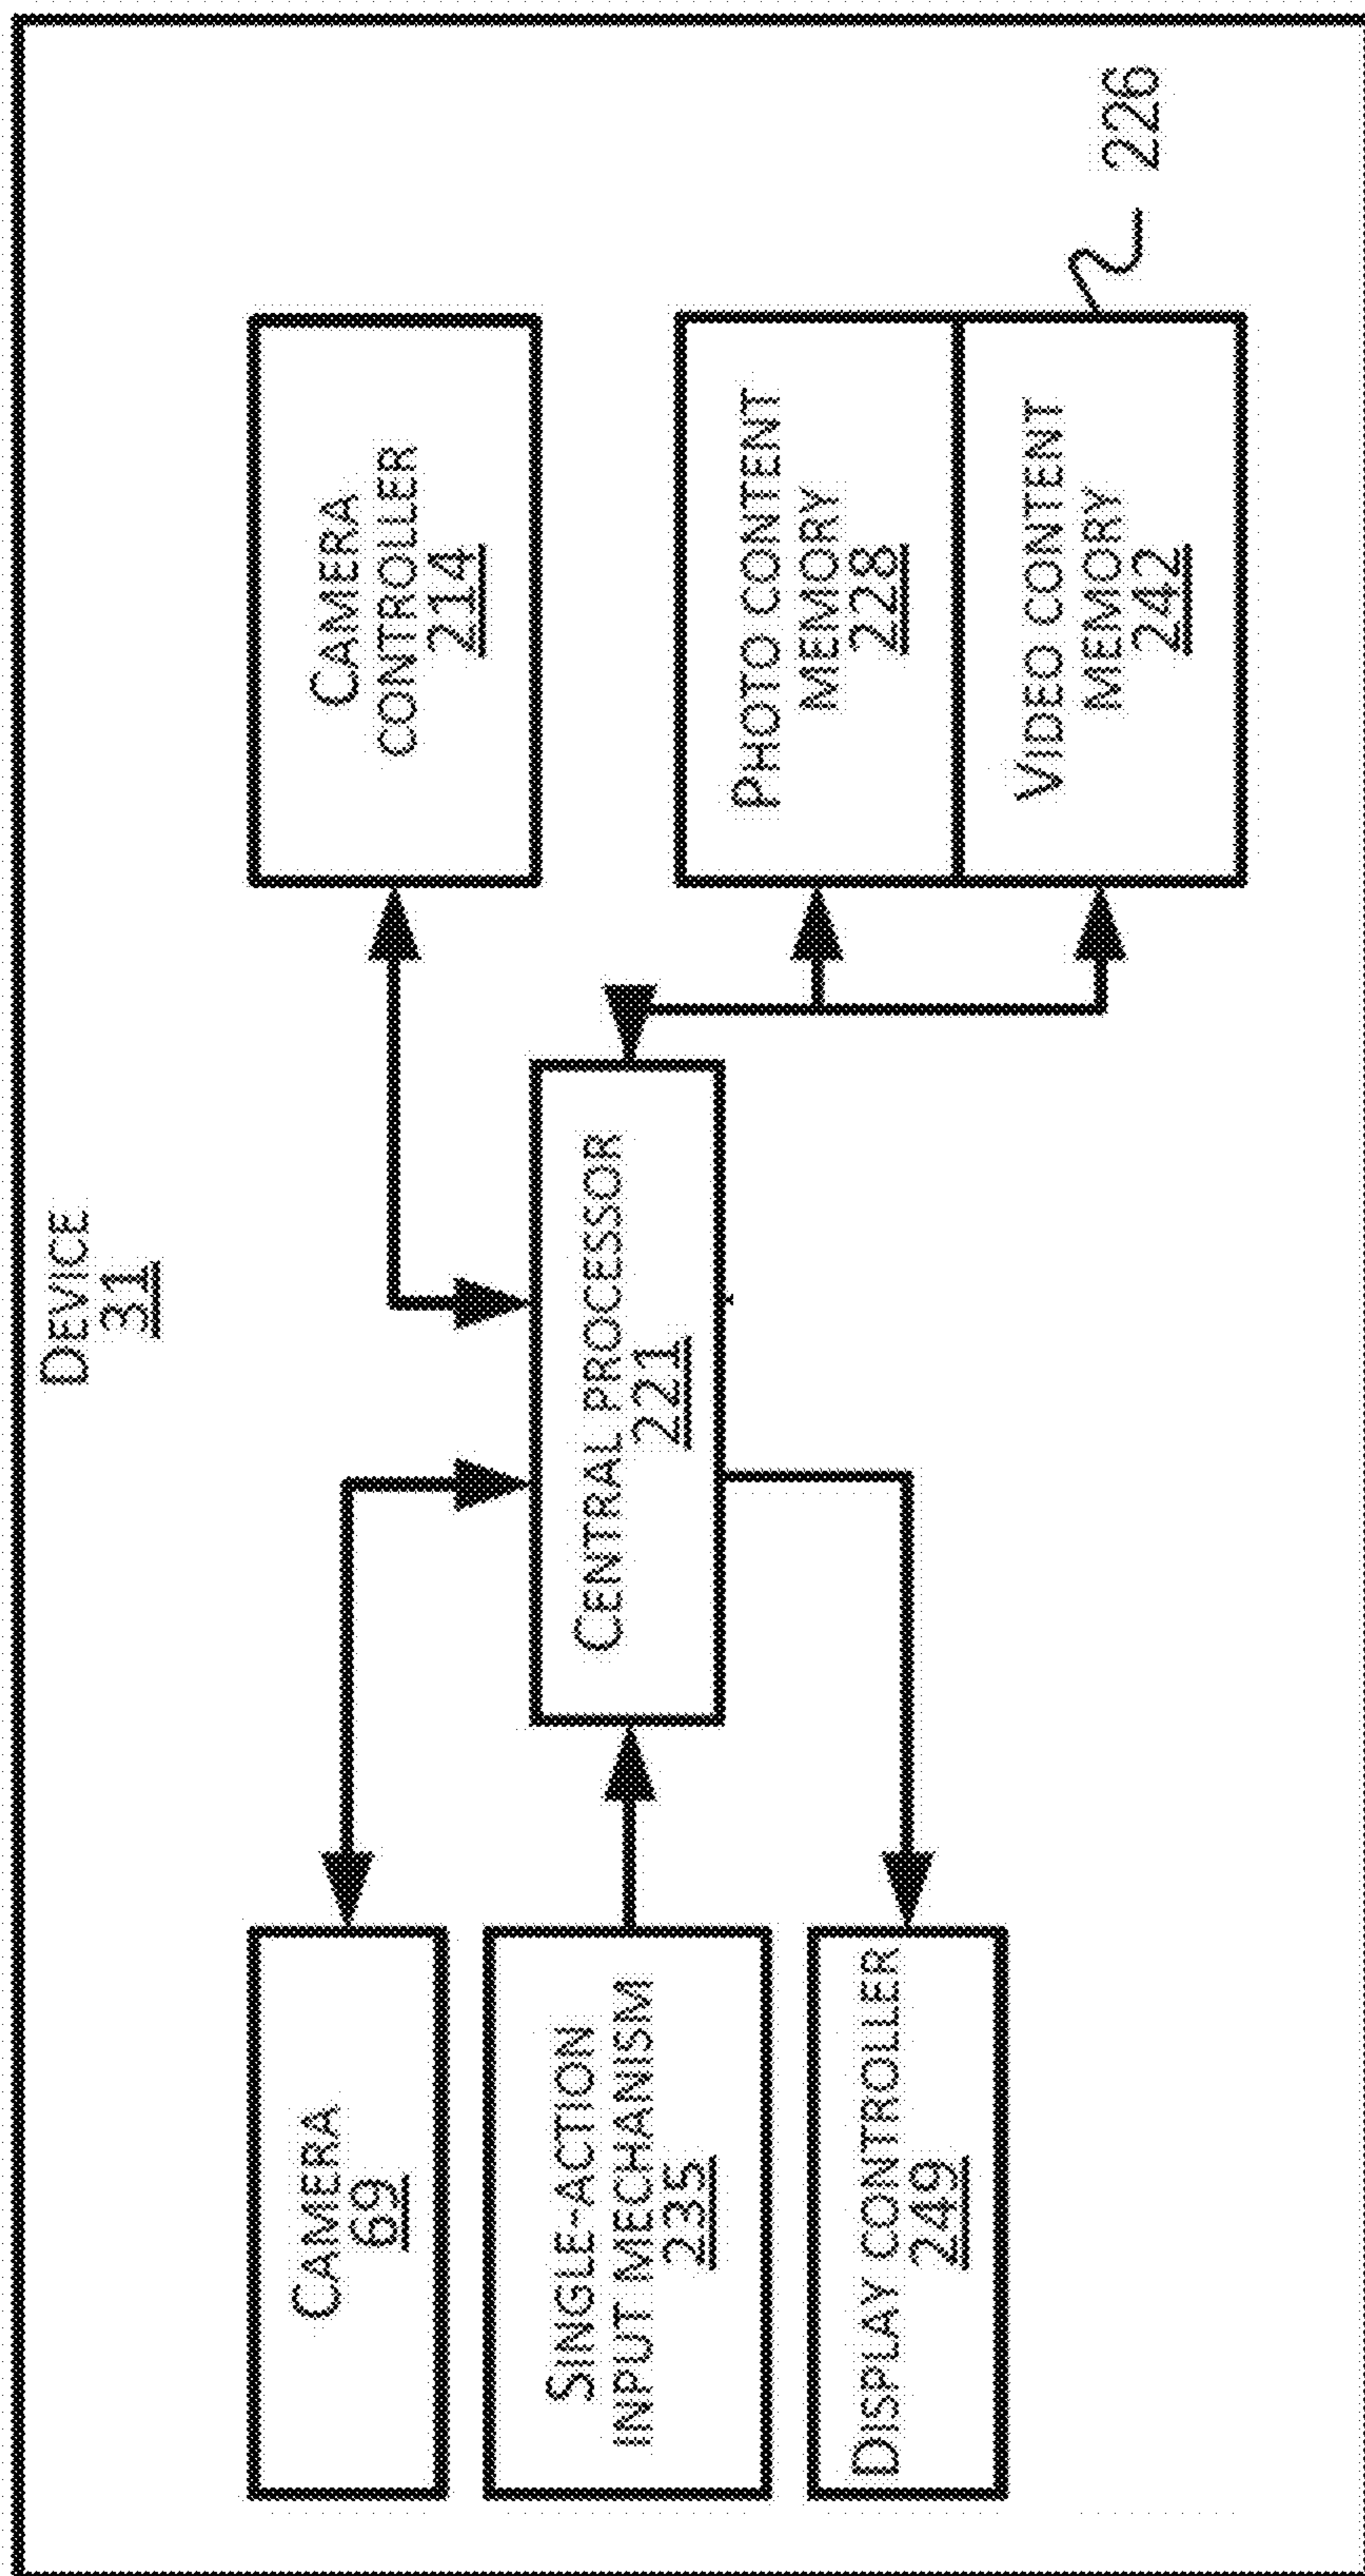 DEVICE
31
CAMERA
69
SINGLE-ACTION
INPUT MECHANISM
235
DISPLAY CONTROLLER
249
CENTRAL PROCESSOR
221
CAMERA
CONTROLLER
214
PHOTO CONTENT
MEMORY
228
VIDEO CONTENT
MEMORY
242
226